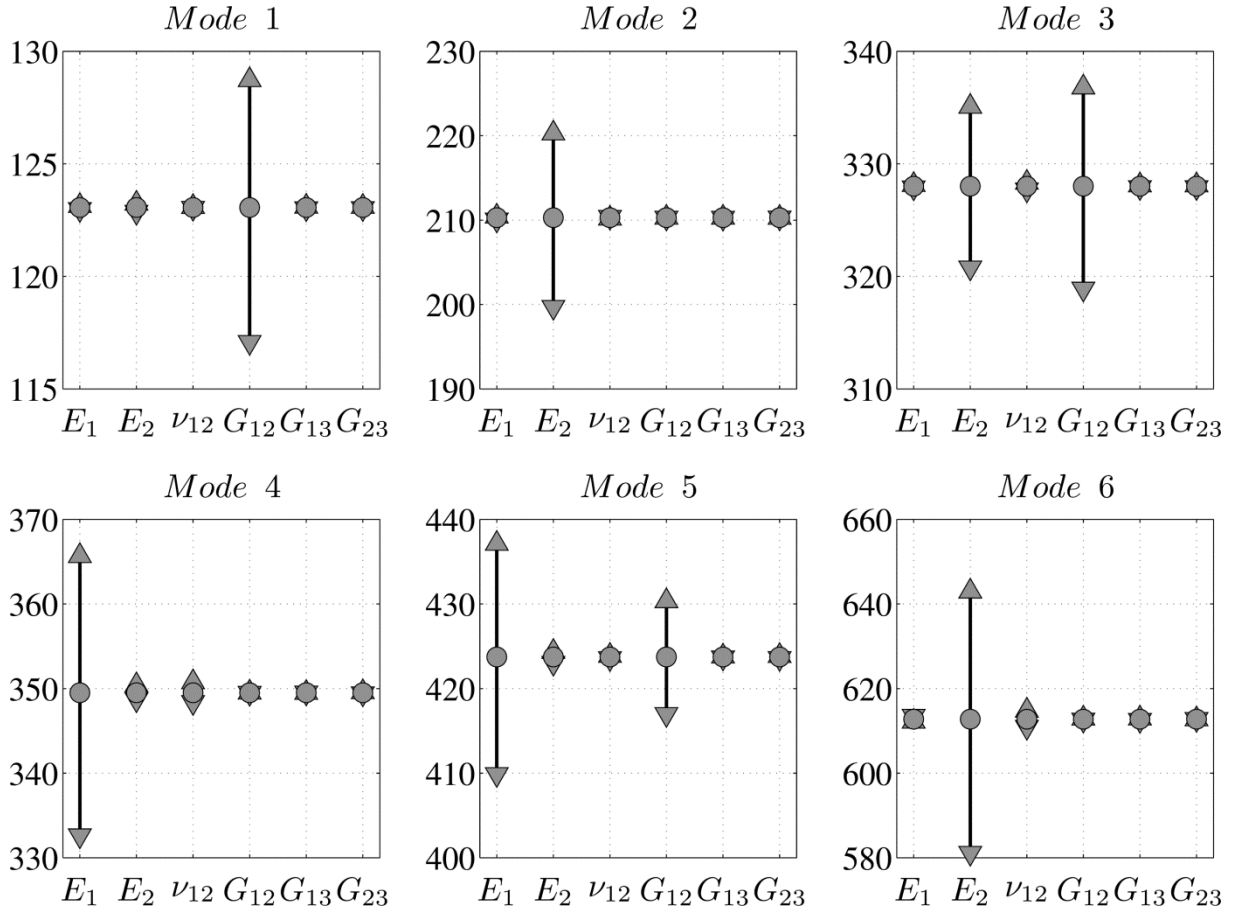 Mode 1
130
125
120
115
E₁ E₂ ν₁₂ G₁₂ G₁₃ G₂₃
Mode 2
230
220
210
200
190
E₁ E₂ ν₁₂ G₁₂ G₁₃ G₂₃
Mode 3
340
330
320
310
E₁ E₂ ν₁₂ G₁₂ G₁₃ G₂₃
Mode 4
370
360
350
340
330
E₁ E₂ ν₁₂ G₁₂ G₁₃ G₂₃
Mode 5
440
430
420
410
400
E₁ E₂ ν₁₂ G₁₂ G₁₃ G₂₃
Mode 6
660
640
620
600
580
E₁ E₂ ν₁₂ G₁₂ G₁₃ G₂₃